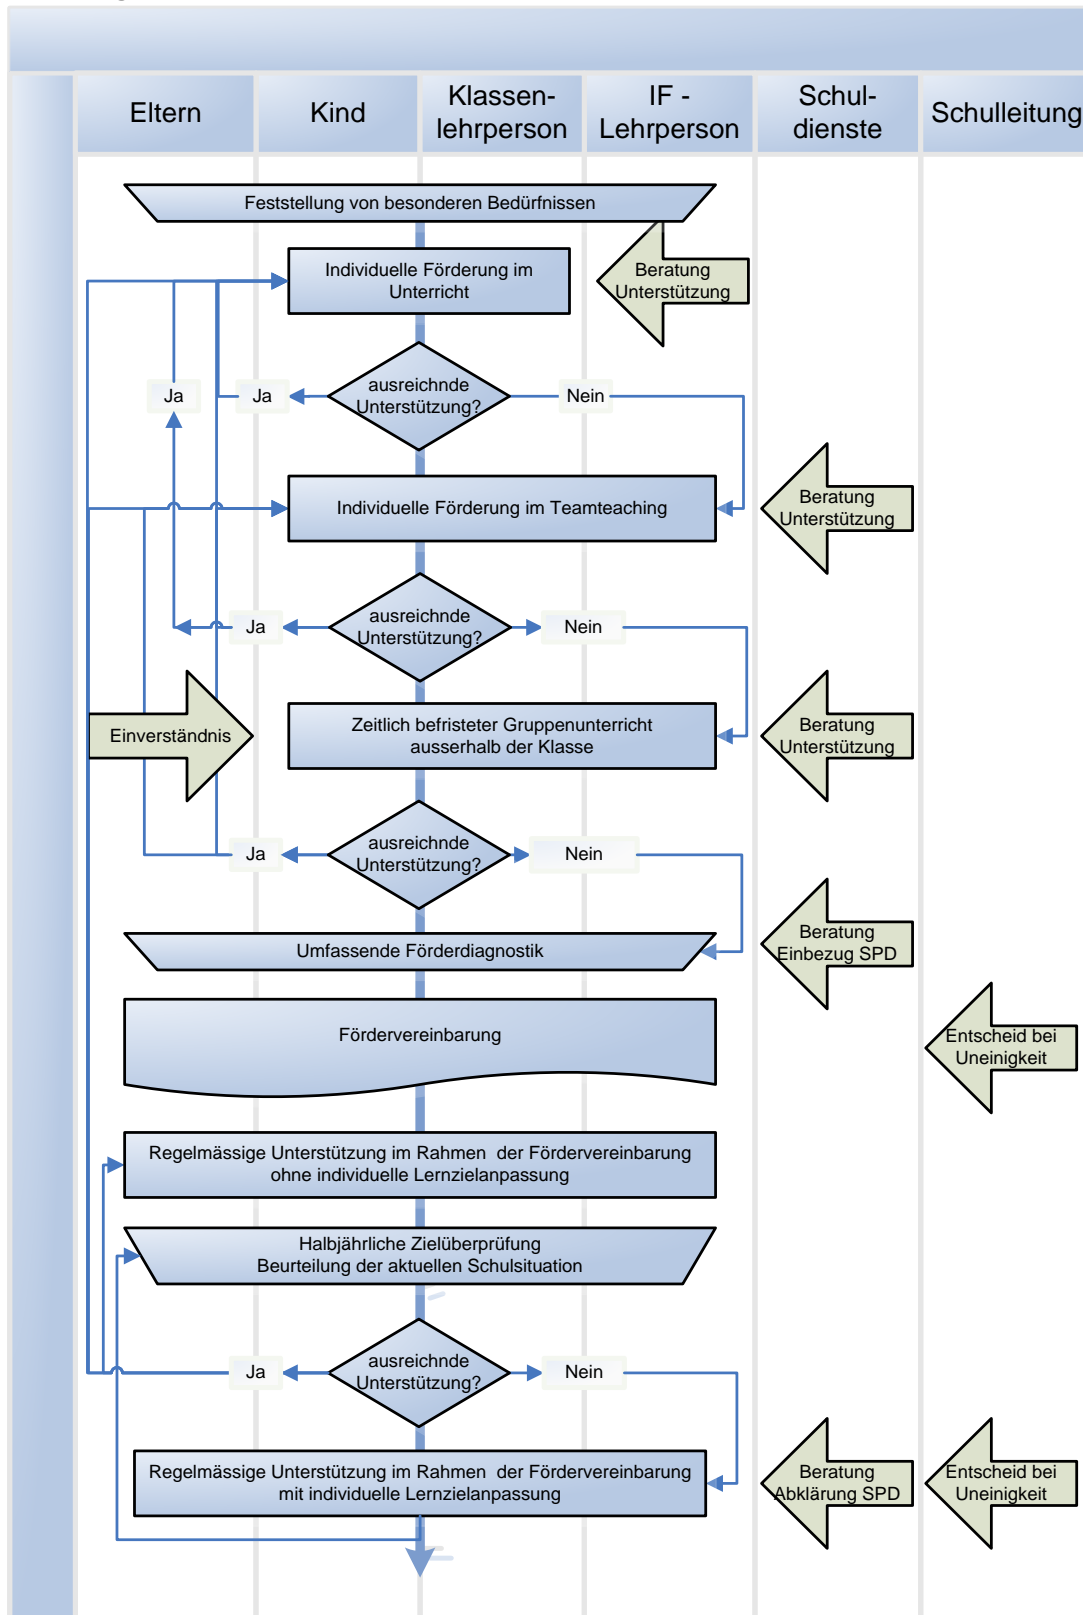 Eltern
Kind
Klassen-
lehrperson
IF -
Lehrperson
Schul-
dienste
Schulleitung
Feststellung von besonderen Bedürfnissen
Individuelle Förderung im
Unterricht
Beratung
Unterstützung
ausreichnde
Unterstützung?
Ja
Ja
Nein
Individuelle Förderung im Teamteaching
Beratung
Unterstützung
ausreichnde
Unterstützung?
Ja
Nein
Einverständnis
Zeitlich befristeter Gruppenunterricht
ausserhalb der Klasse
Beratung
Unterstützung
ausreichnde
Unterstützung?
Ja
Nein
Umfassende Förderdiagnostik
Beratung
Einbezug SPD
Fördervereinbarung
Entscheid bei
Uneinigkeit
Regelmässige Unterstützung im Rahmen der Fördervereinbarung
ohne individuelle Lernzielanpassung
Halbjährliche Zielüberprüfung
Beurteilung der aktuellen Schulsituation
ausreichnde
Unterstützung?
Ja
Nein
Regelmässige Unterstützung im Rahmen der Fördervereinbarung
mit individuelle Lernzielanpassung
Beratung
Abklärung SPD
Entscheid bei
Uneinigkeit